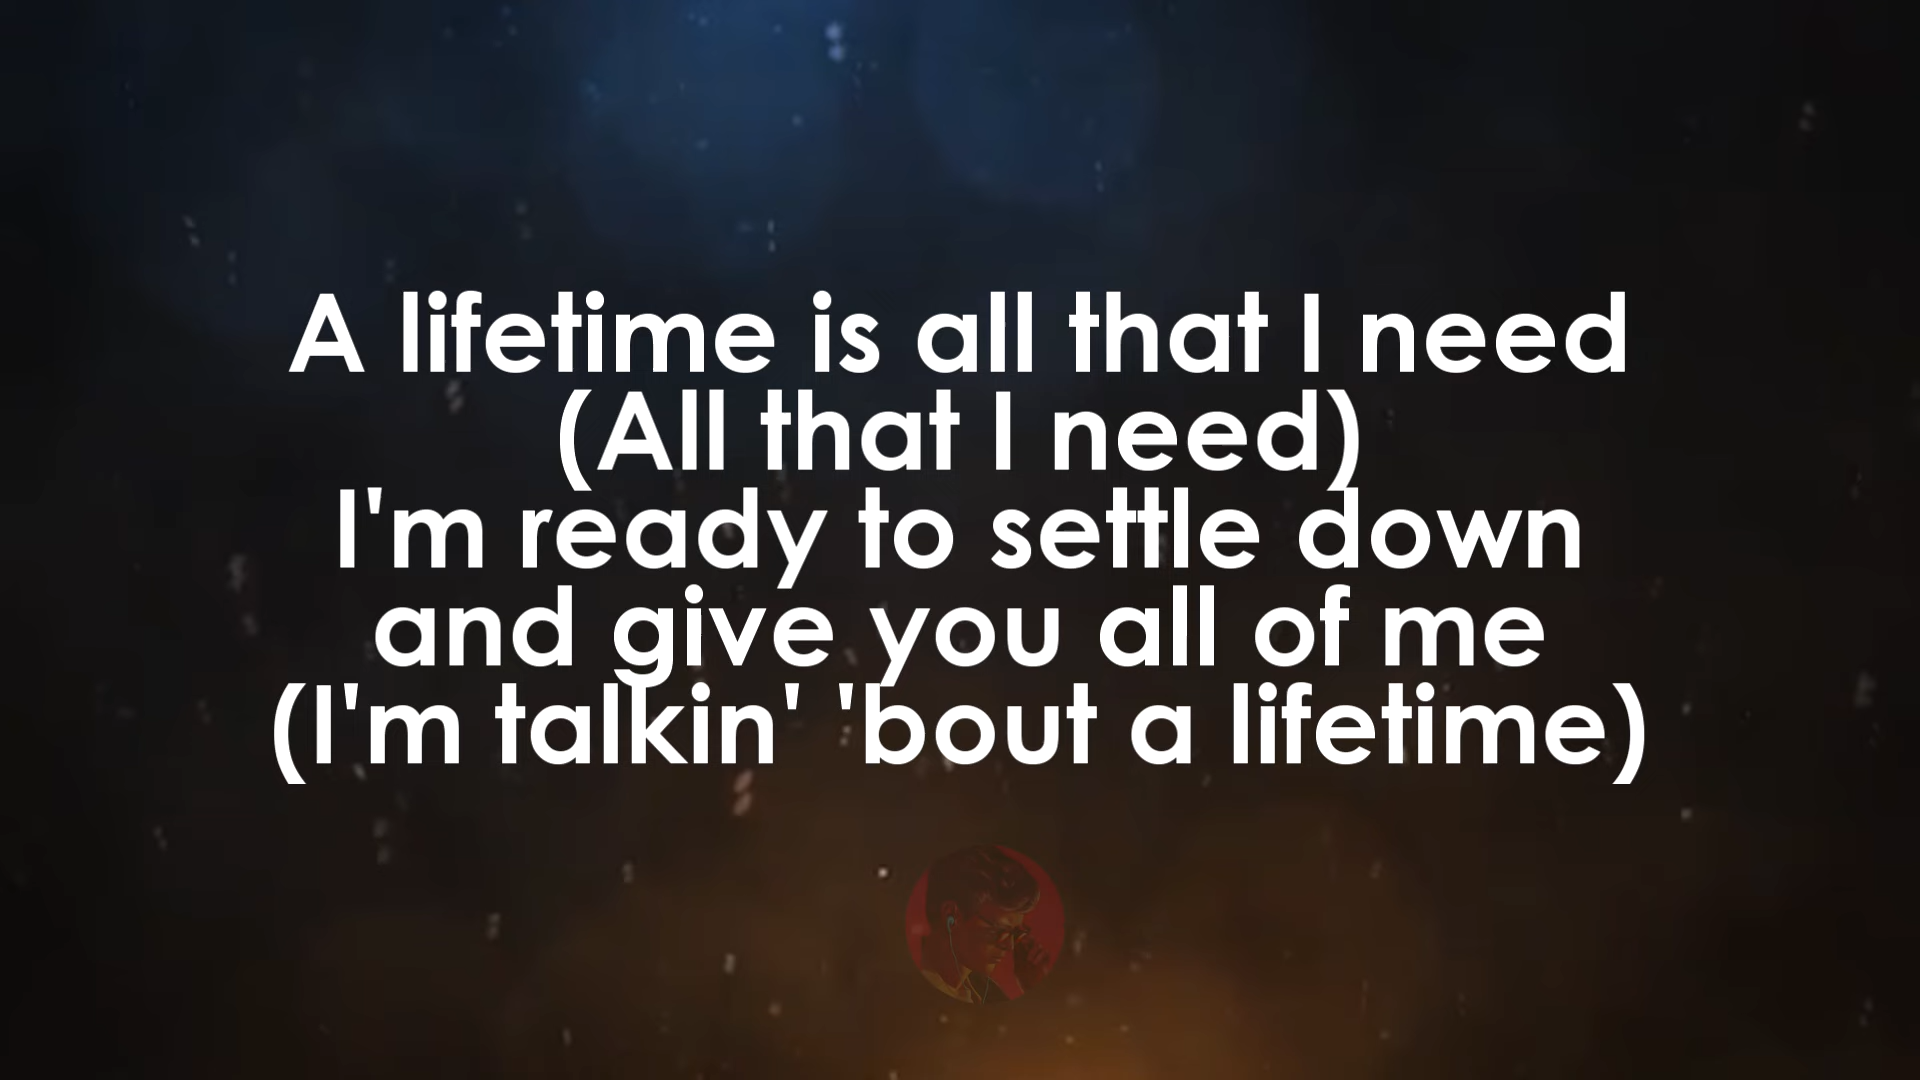 A lifetime is all that I need
(All that I need)
I'm ready to settle down
and give you all of me
(I'm talkin' 'bout a lifetime)